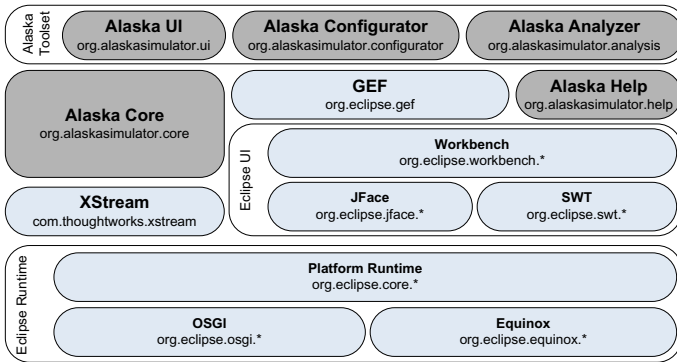 Alaska Toolset
Alaska UI
org.alaskasimulator.ui
Alaska Configurator
org.alaskasimulator.configurator
Alaska Analyzer
org.alaskasimulator.analysis
Alaska Core
org.alaskasimulator.core
GEF
org.eclipse.gef
Alaska Help
org.alaskasimulator.help
Eclipse UI
Workbench
org.eclipse.workbench.*
XStream
com.thoughtworks.xstream
JFace
org.eclipse.jface.*
SWT
org.eclipse.swt.*
Eclipse Runtime
Platform Runtime
org.eclipse.core.*
OSGI
org.eclipse.osgi.*
Equinox
org.eclipse.equinox.*